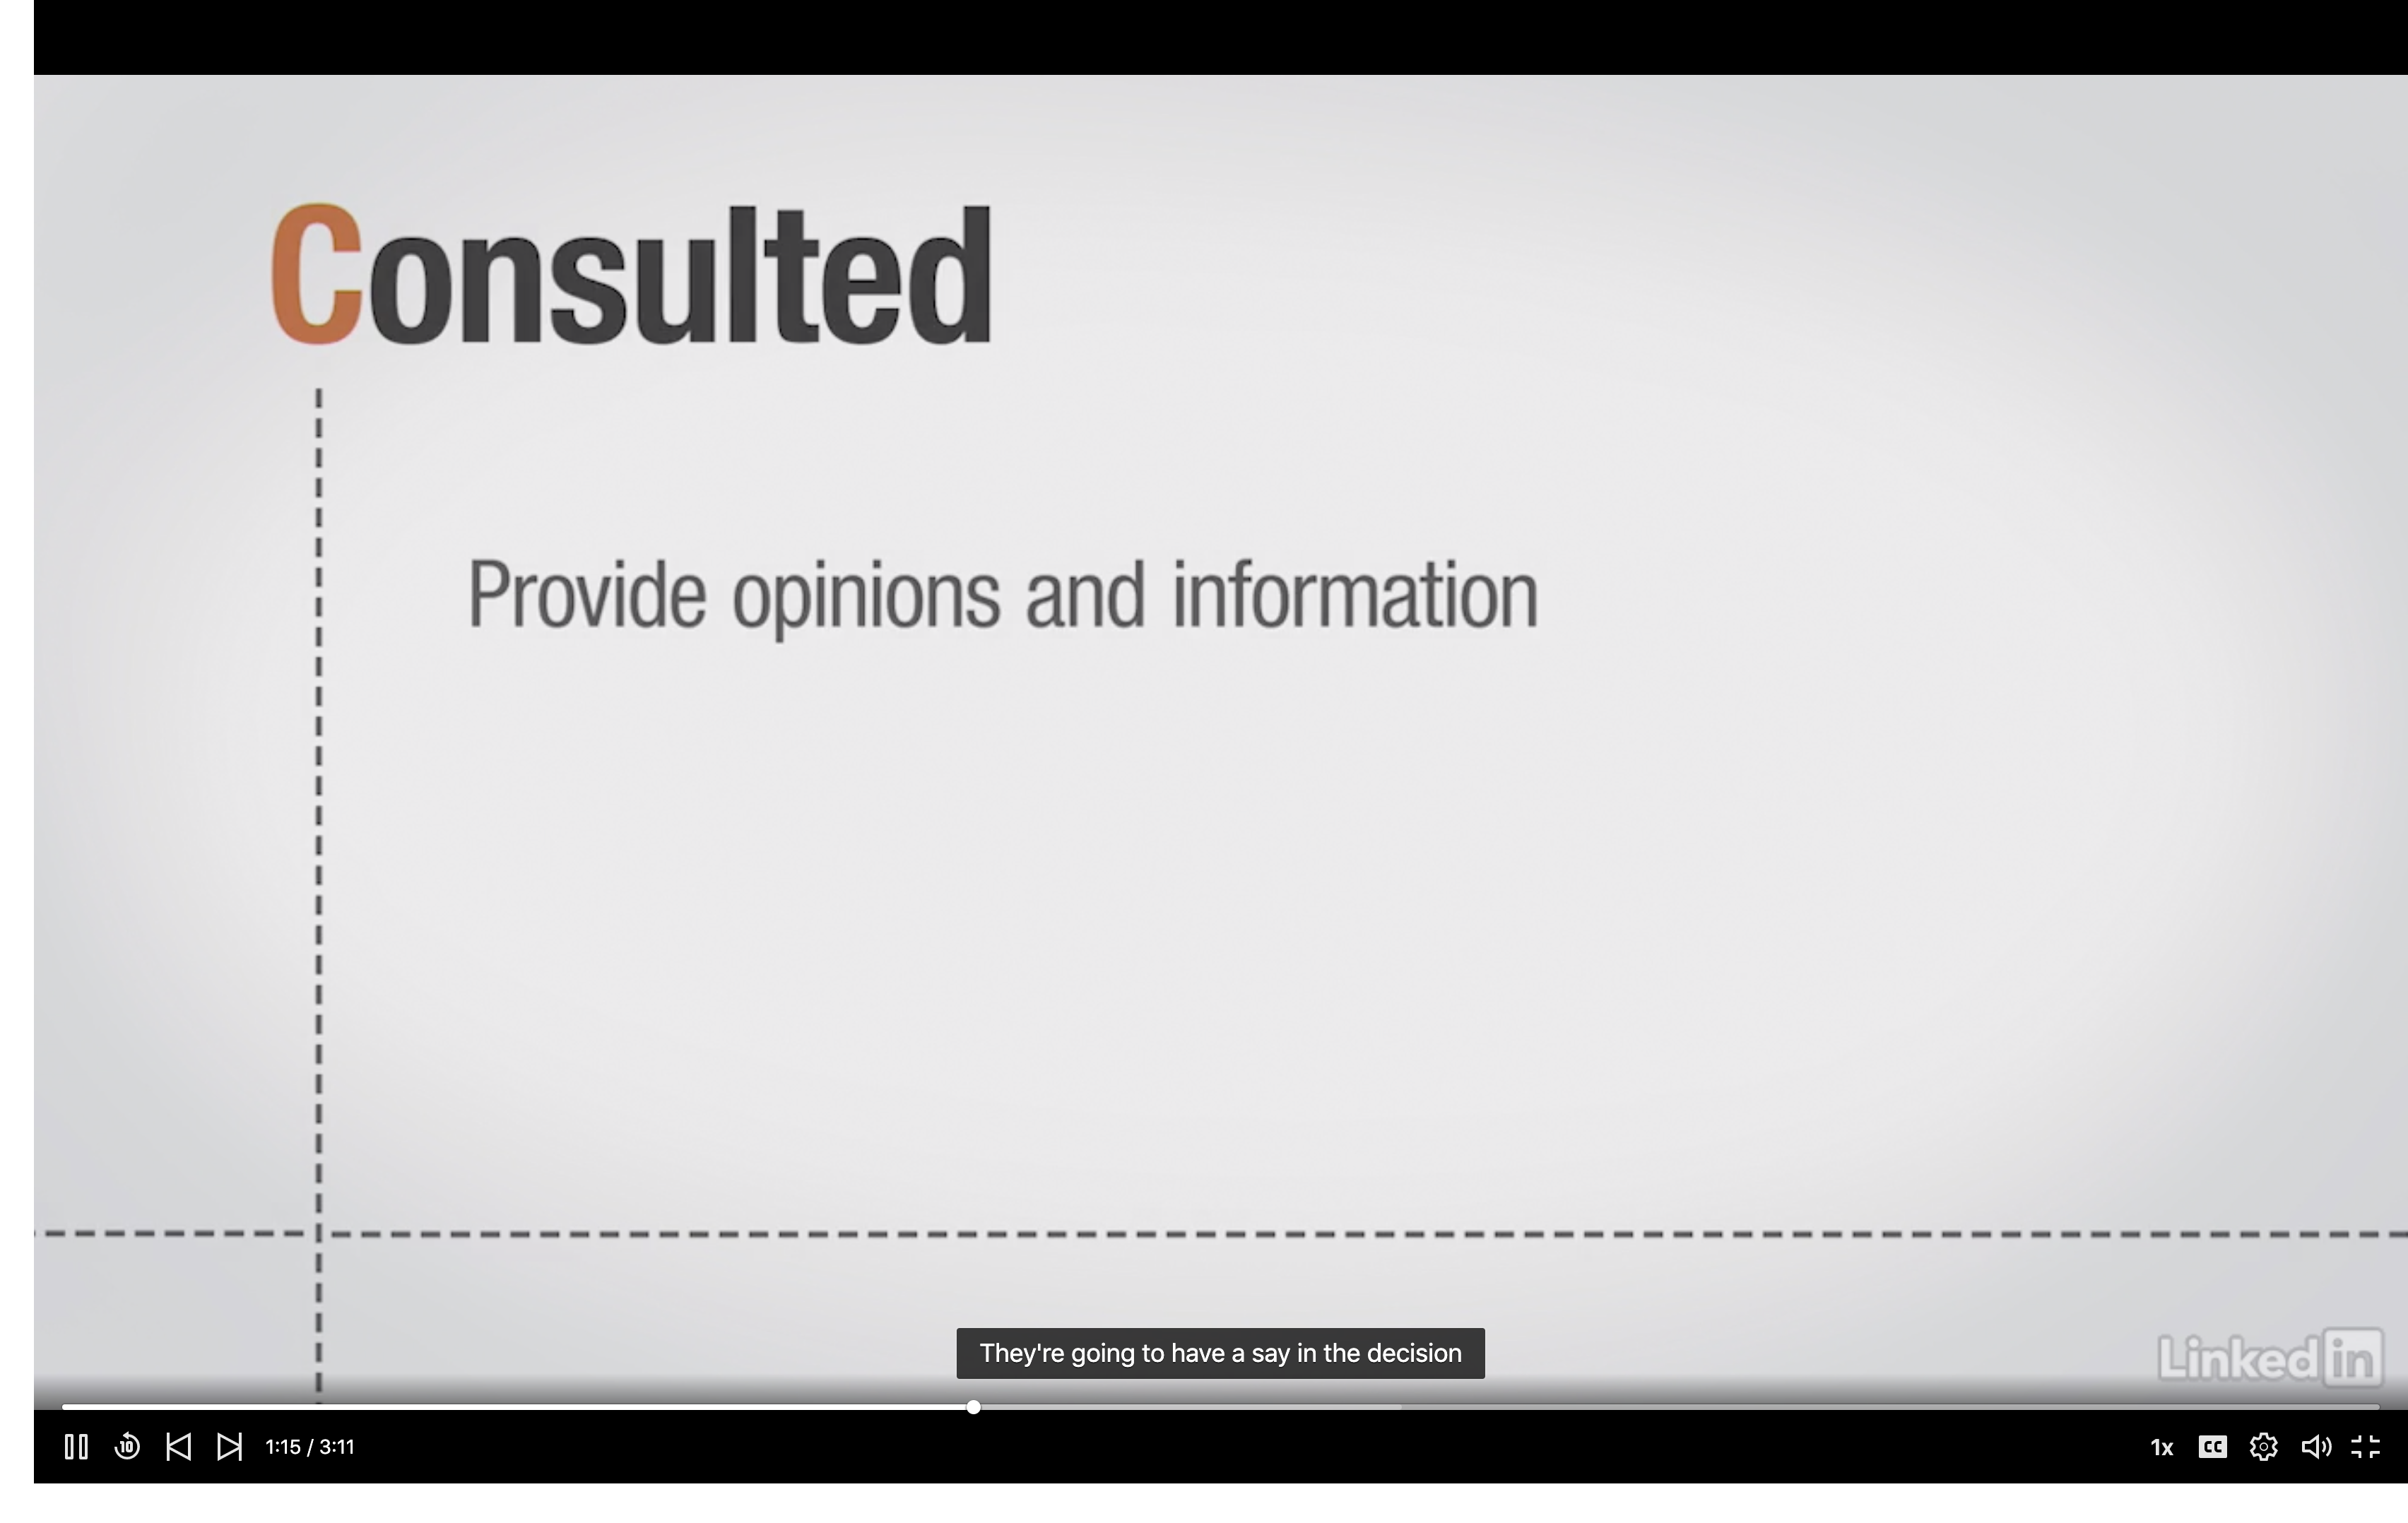 Consulted
Provide opinions and information
They're going to have a say in the decision
Linked in
10
1:15 / 3:11
1x
CC